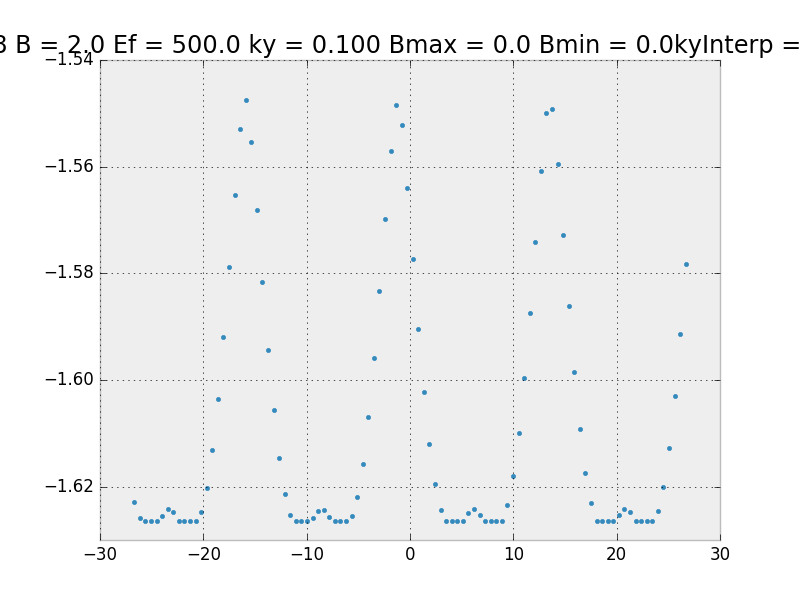 B = 2.0 Ef = 500.0 ky = 0.100 Bmax = 0.0 Bmin = 0.0kyInterp =
−1.54
−1.56
−1.58
−1.60
−1.62
−30 −20 −10 0 10 20 30